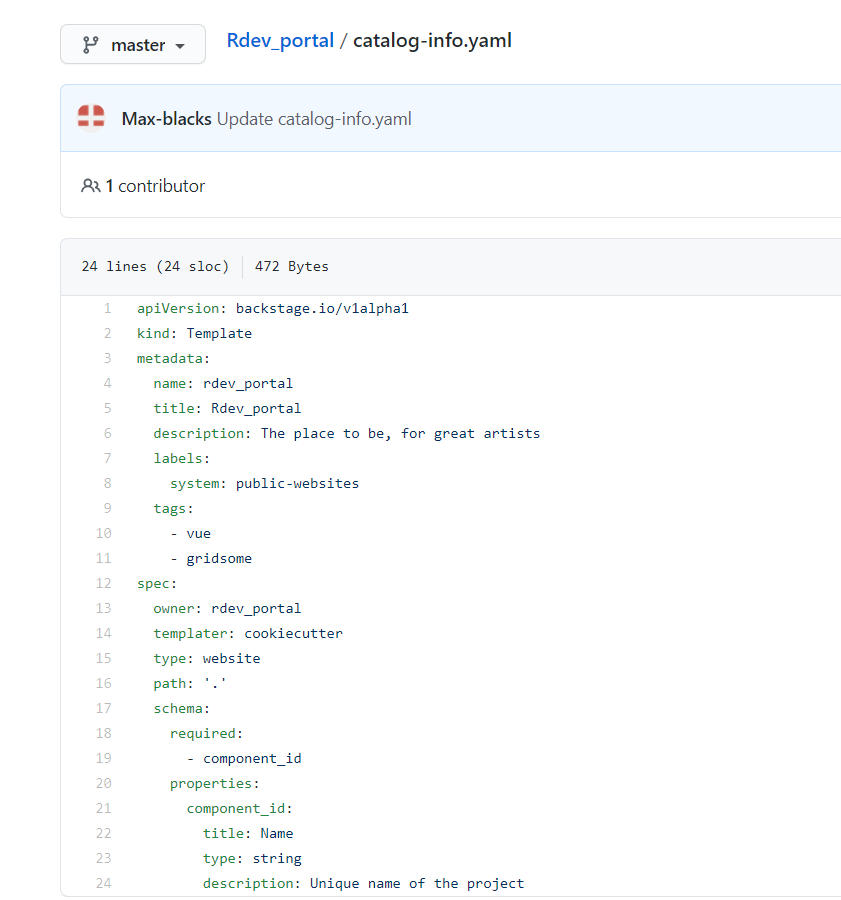 master Rdev_portal / catalog-info.yaml
Max-blacks Update catalog-info.yaml
1 contributor
24 lines (24 sloc) 472 Bytes
1 apiVersion: backstage.io/v1alpha1
2 kind: Template
3 metadata:
4   name: rdev_portal
5   title: Rdev_portal
6   description: The place to be, for great artists
7   labels:
8     system: public-websites
9   tags:
10     - vue
11     - gridsome
12 spec:
13   owner: rdev_portal
14   templater: cookiecutter
15   type: website
16   path: '.'
17   schema:
18     required:
19       - component_id
20     properties:
21       component_id:
22         title: Name
23         type: string
24         description: Unique name of the project